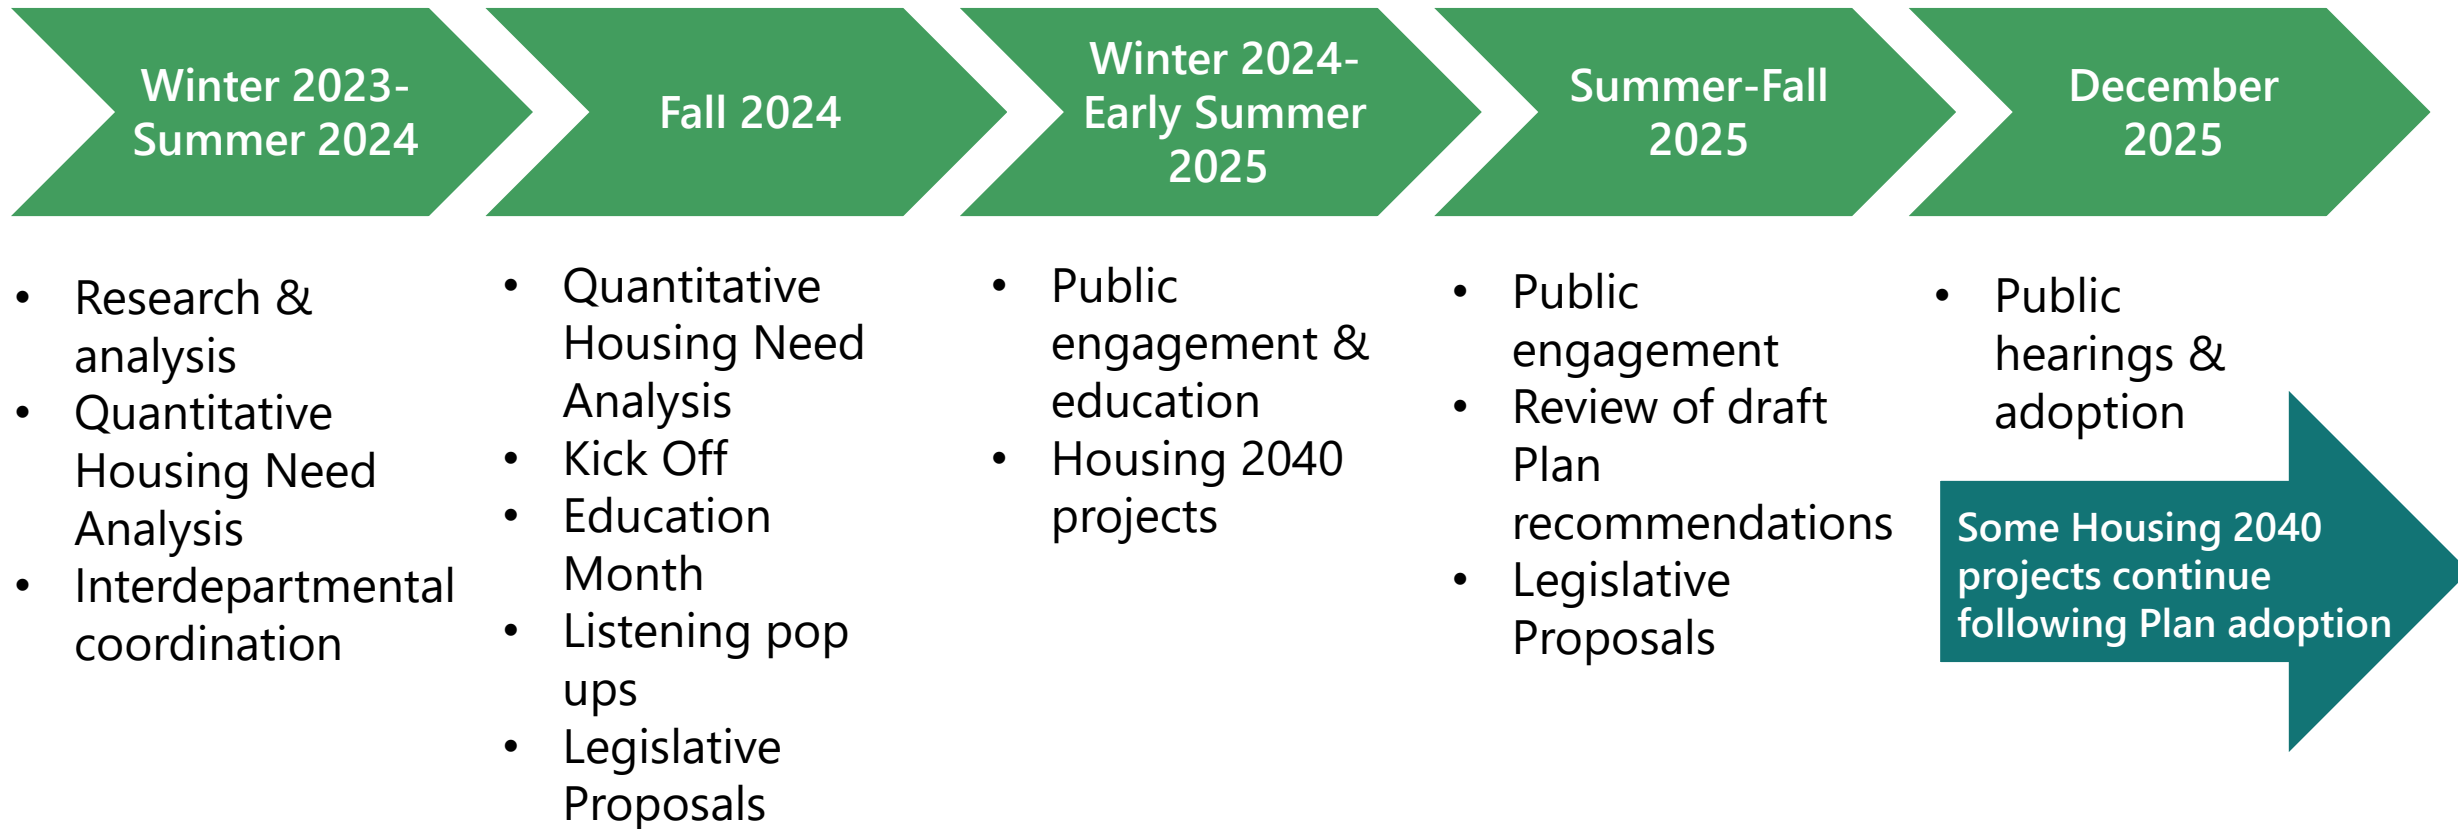 Winter 2023-
Summer 2024
Fall 2024
Winter 2024-
Early Summer
2025
Summer-Fall
2025
December
2025
• Research &
analysis
• Quantitative
Housing Need
Analysis
• Interdepartmental
coordination
• Quantitative
Housing Need
Analysis
• Kick Off
• Education
Month
• Listening pop
ups
• Legislative
Proposals
• Public
engagement &
education
• Housing 2040
projects
• Public
engagement
• Review of draft
Plan
recommendations
• Legislative
Proposals
• Public
hearings &
adoption
Some Housing 2040
projects continue
following Plan adoption